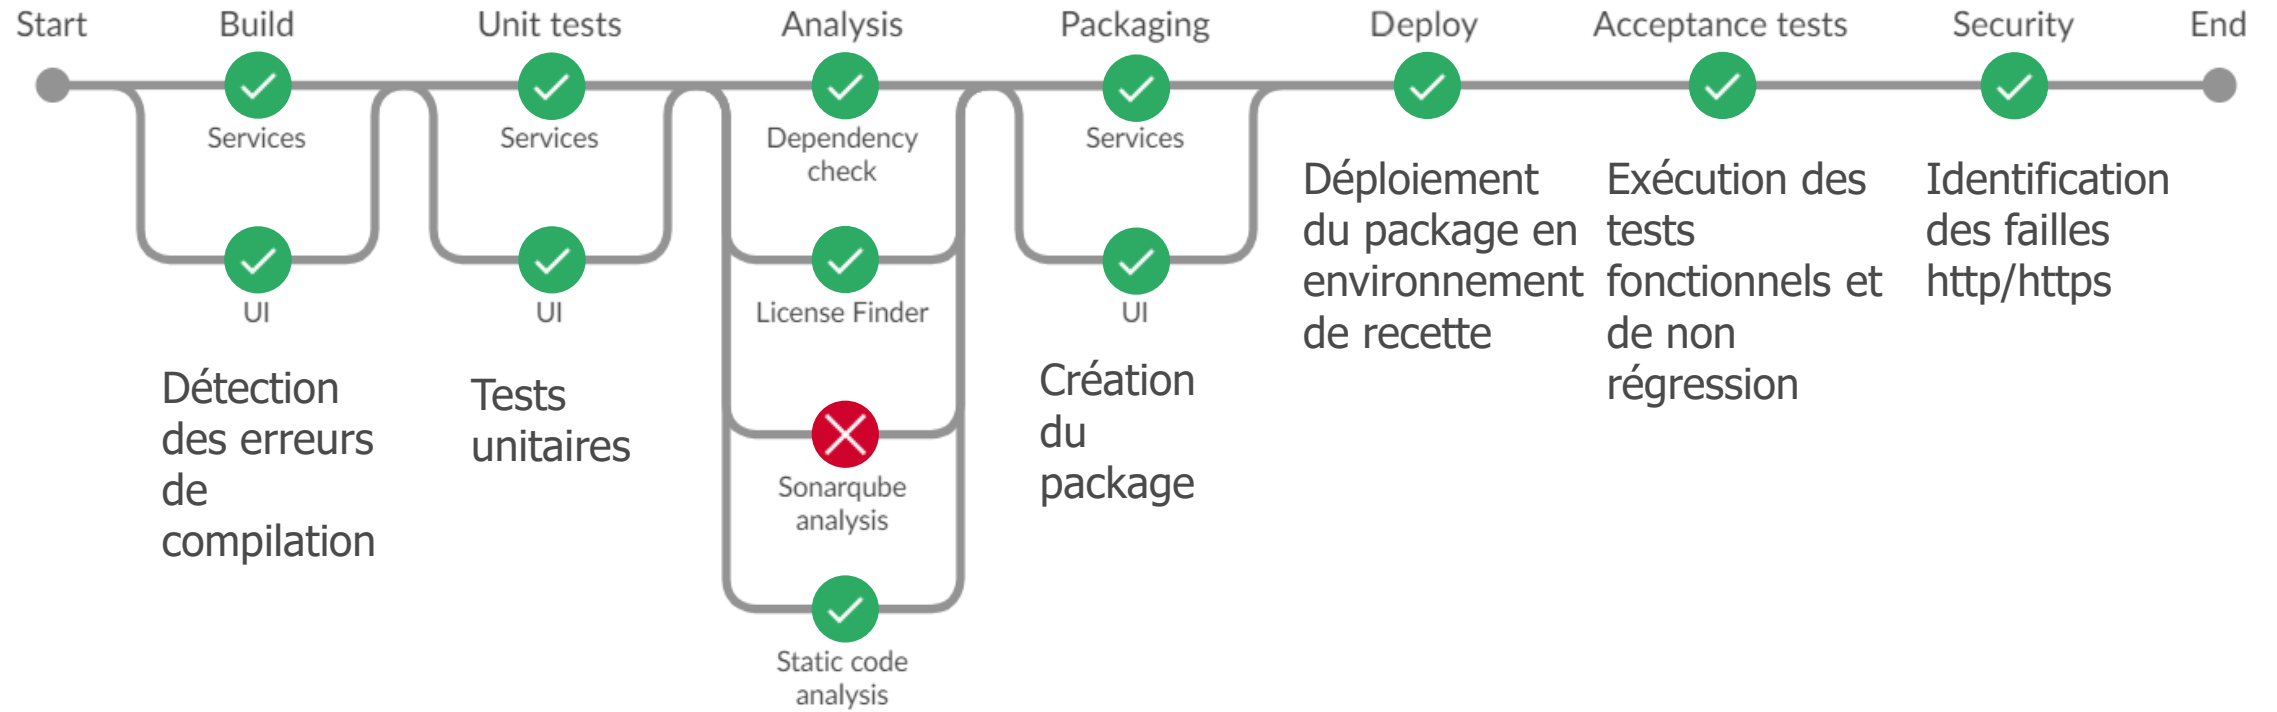 Start
Build
Unit tests
Analysis
Packaging
Deploy
Acceptance tests
Security
End
Services
UI
Détection
des erreurs
de
compilation
Services
UI
Tests
unitaires
Dependency
check
License Finder
Sonarqube
analysis
Static code
analysis
Services
UI
Création
du
package
Déploiement
du package en
environnement
de recette
Exécution des
tests
fonctionnels et
de non
régression
Identification
des failles
http/https